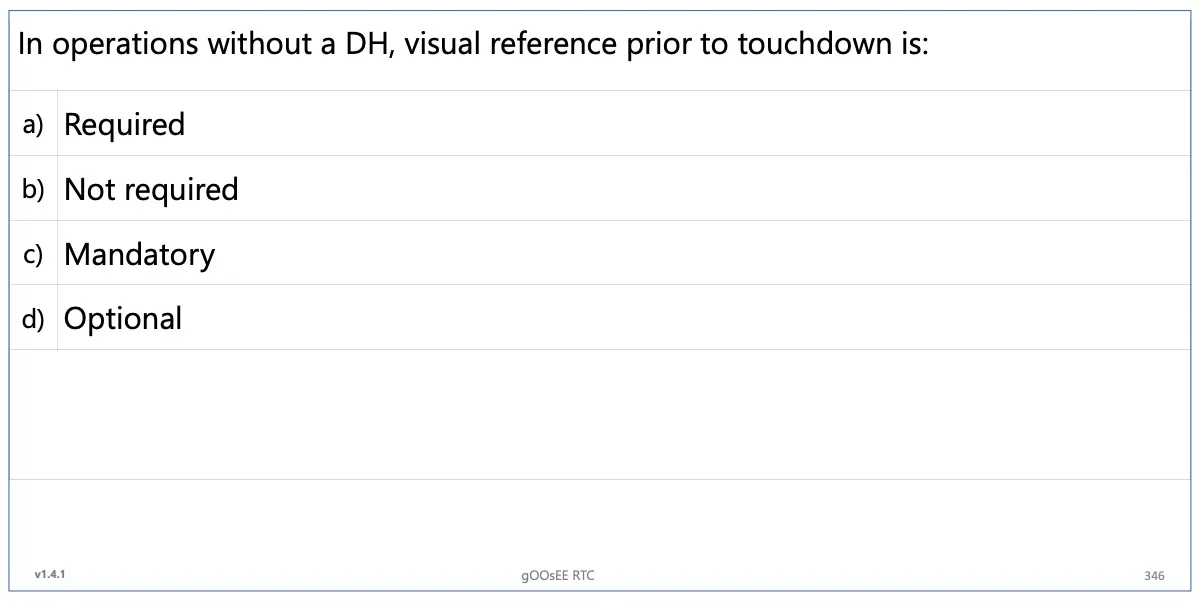 In operations without a DH, visual reference prior to touchdown is:
a) Required
b) Not required
c) Mandatory
d) Optional
v1.4.1 gOOsEE RTC 346